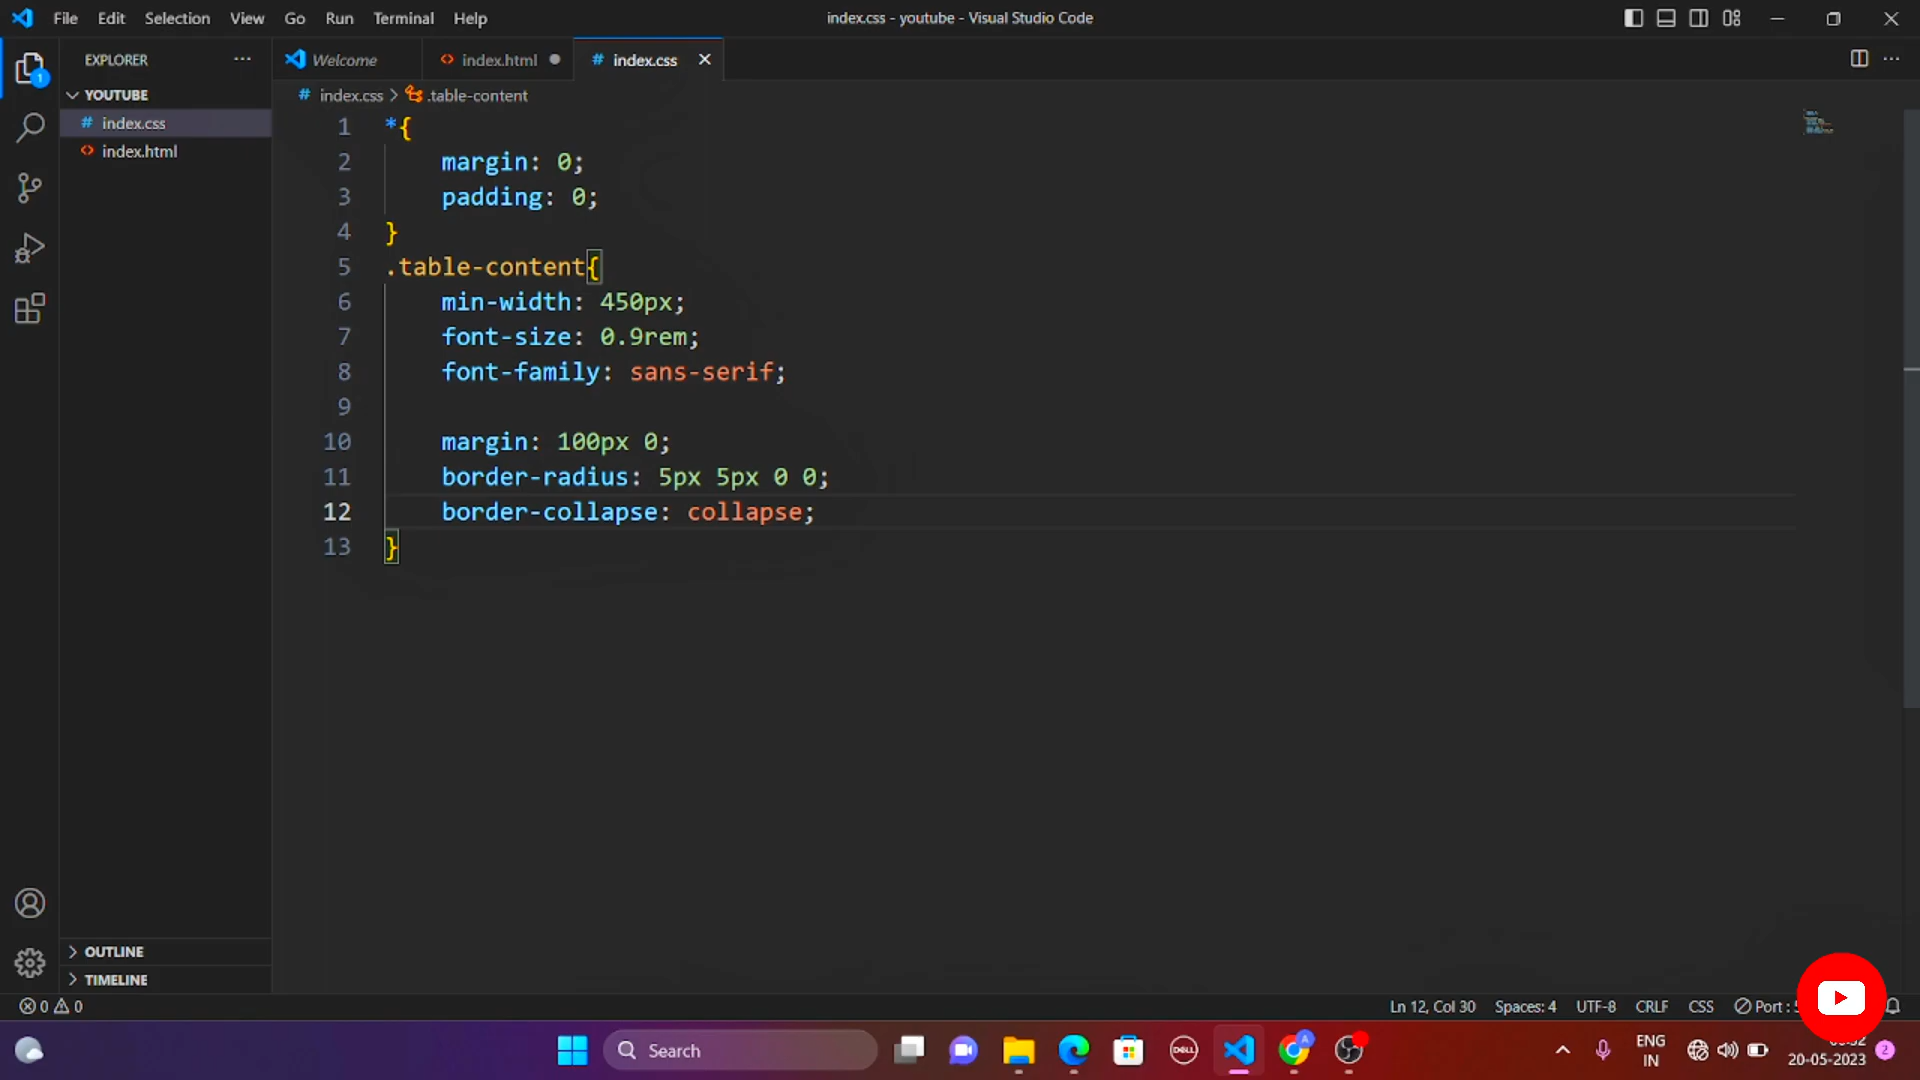 File Edit Selection View Go Run Terminal Help
index.css - youtube - Visual Studio Code
EXPLORER
Welcome
index.html
# index.css
1
YOUTUBE
# index.css > .table-content
# index.css
index.html
1 *{
2 margin: 0;
3 padding: 0;
4 }
5 .table-content{
6 min-width: 450px;
7 font-size: 0.9rem;
8 font-family: sans-serif;
9
10 margin: 100px 0;
11 border-radius: 5px 5px 0 0;
12 border-collapse: collapse;
13 }
OUTLINE
TIMELINE
0 0
Ln 12, Col 30 Spaces: 4 UTF-8 CRLF CSS Port :
Search
DELL
A
ENG
IN
20-05-2023
2